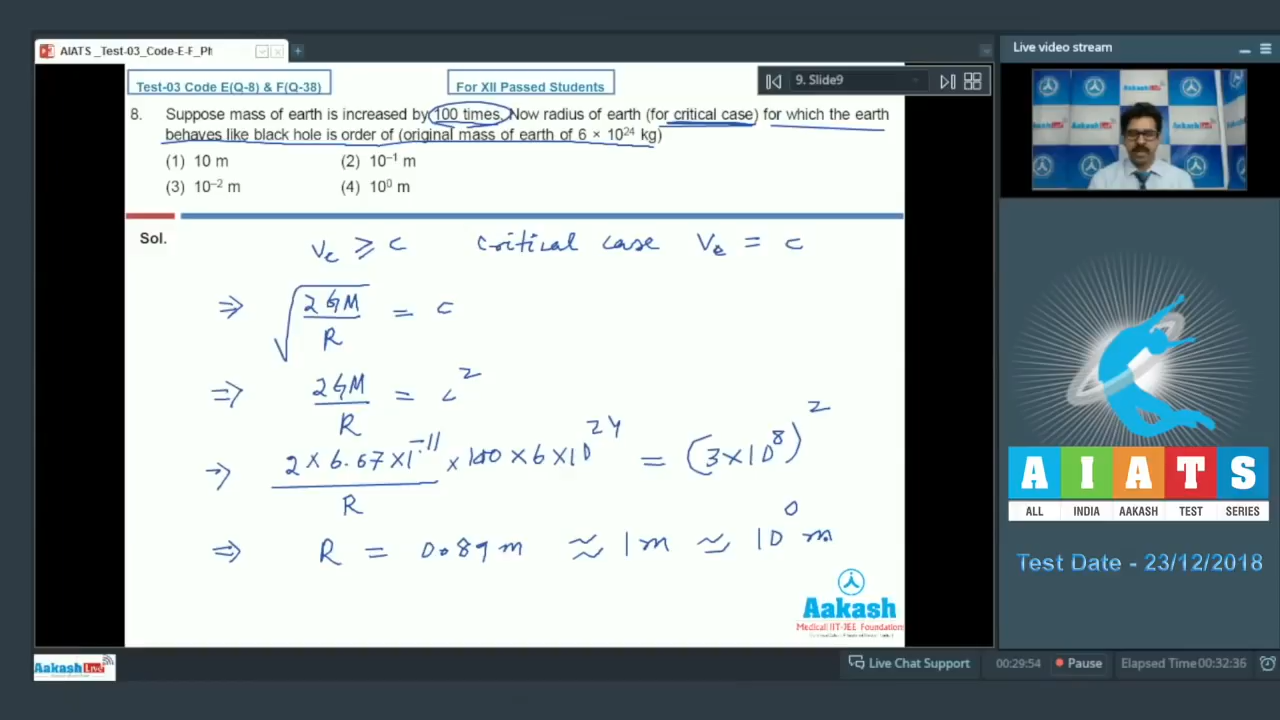 AIATS _Test-03_Code-E-F_Ph
Live video stream
Test-03 Code E(Q-8) & F(Q-38)
For XII Passed Students
9. Slide9
8. Suppose mass of earth is increased by 100 times. Now radius of earth (for critical case) for which the earth
behaves like black hole is order of (original mass of earth of 6 × 10²⁴ kg)
(1) 10 m (2) 10⁻¹ m
(3) 10⁻² m (4) 10⁰ m
Sol.
vₑ ⩾ c critical case vₑ = c
⇒ √(2GM/R) = c
⇒ 2GM/R = c²
⇒ (2 × 6.67 × 1⁻¹¹)/R × 100 × 6 × 10²⁴ = (3 × 10⁸)²
⇒ R = 0.89 m ≈ 1 m ≃ 10⁰ m
A I A T S
ALL INDIA AAKASH TEST SERIES
Test Date - 23/12/2018
Aakash
Medical|IIT-JEE|Foundations
Aakash Live
Live Chat Support
00:29:54
Pause
Elapsed Time 00:32:36